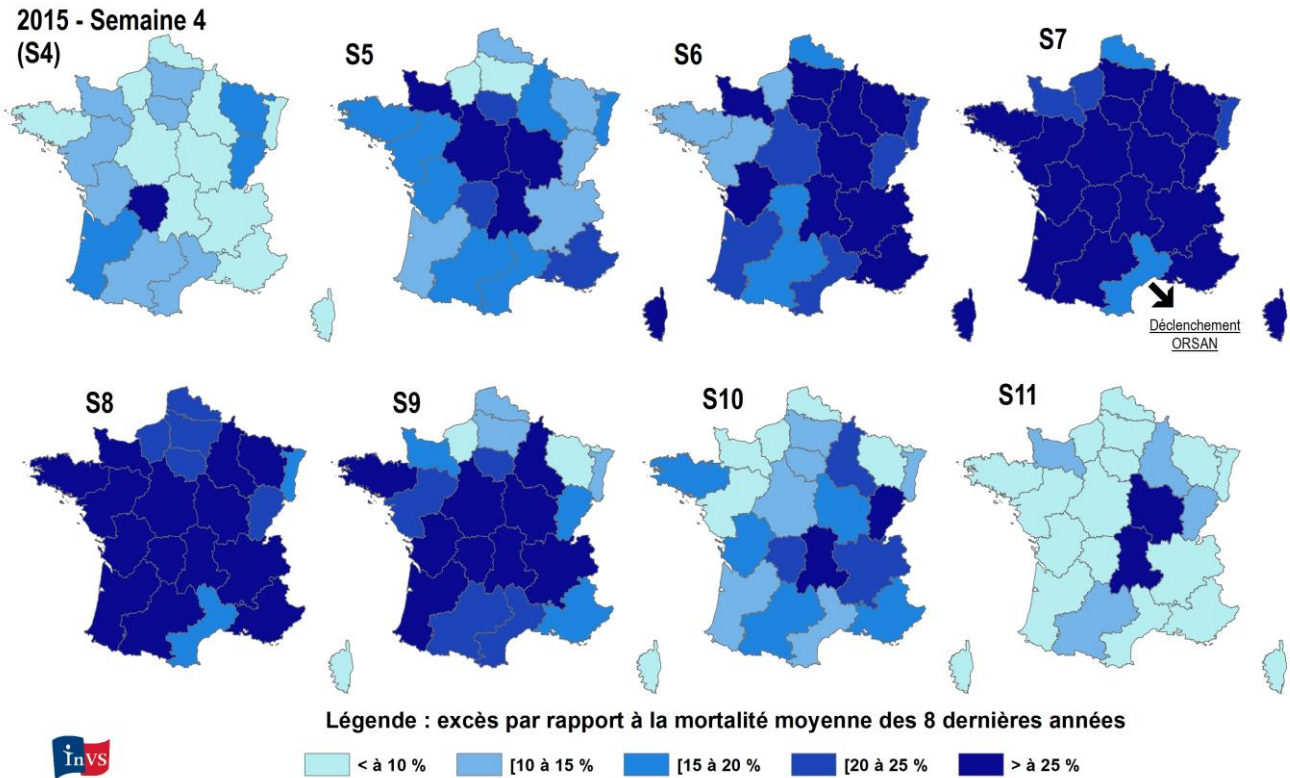 2015 - Semaine 4
(S4)
S5
S6
S7
Déclenchement
ORSAN
S8
S9
S10
S11
Légende : excès par rapport à la mortalité moyenne des 8 dernières années
InVS
< à 10 %
[10 à 15 %
[15 à 20 %
[20 à 25 %
> à 25 %